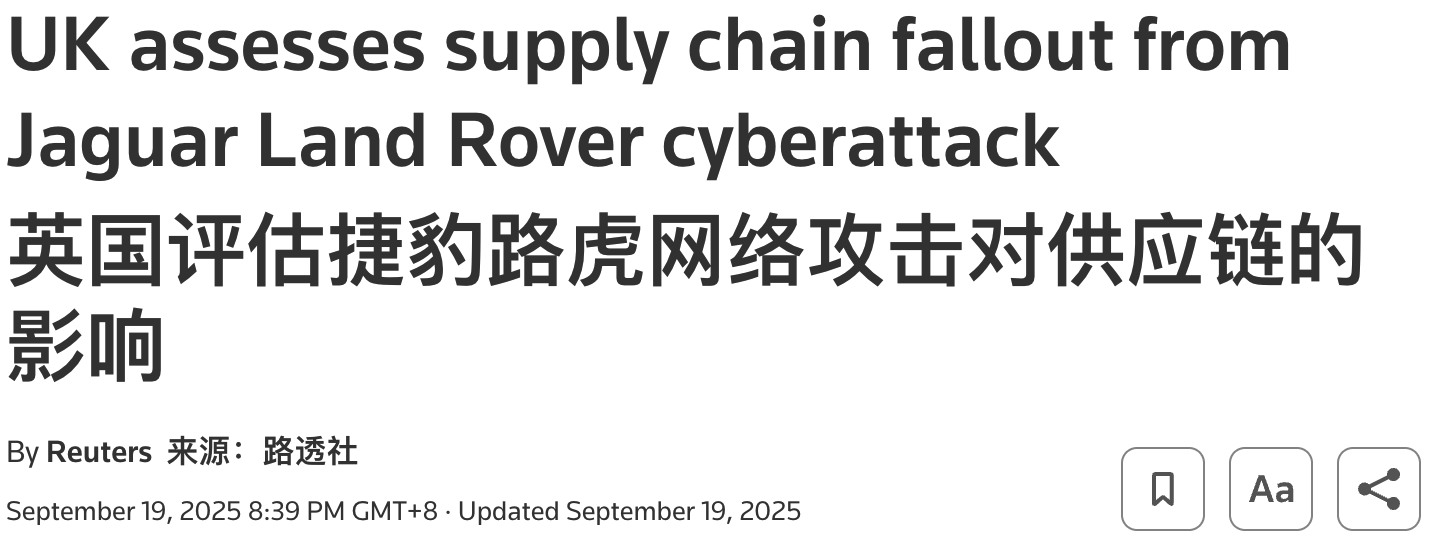 UK assesses supply chain fallout from
Jaguar Land Rover cyberattack
英国评估捷豹路虎网络攻击对供应链的
影响
By Reuters 来源：路透社
September 19, 2025 8:39 PM GMT+8 · Updated September 19, 2025
Aa